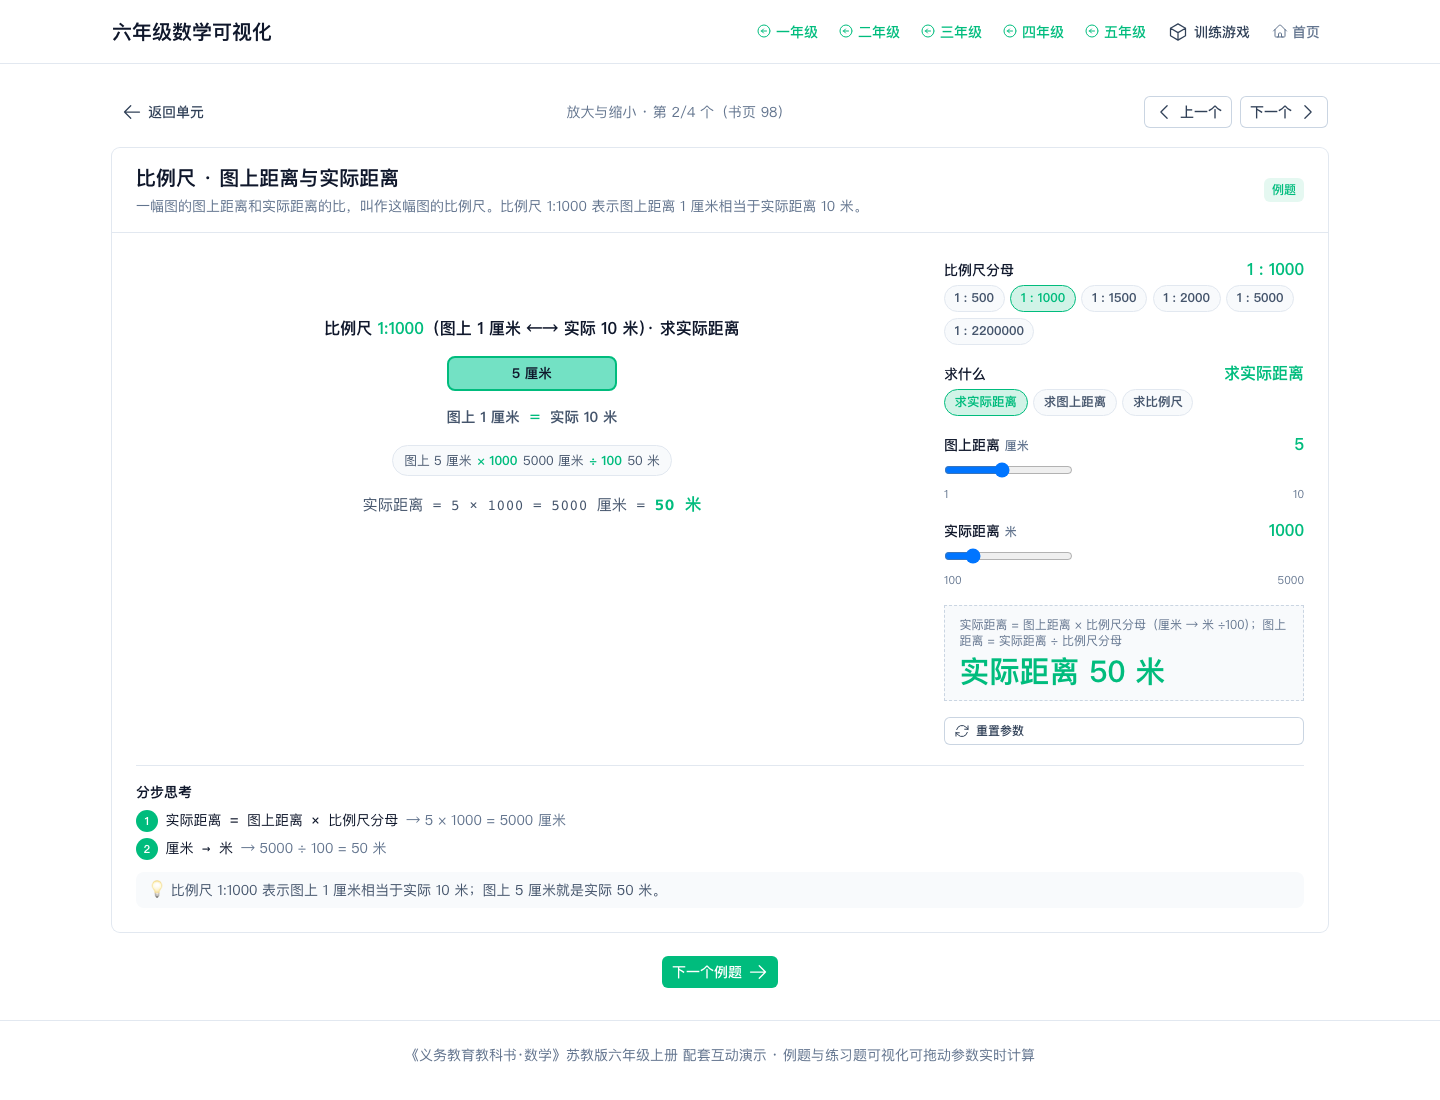 六年级数学可视化
一年级 二年级 三年级 四年级 五年级 训练游戏 首页
返回单元 放大与缩小 · 第 2/4 个（书页 98） 上一个 下一个
比例尺 · 图上距离与实际距离
一幅图的图上距离和实际距离的比，叫作这幅图的比例尺。比例尺 1:1000 表示图上距离 1 厘米相当于实际距离 10 米。
例题
比例尺 1:1000（图上 1 厘米 ←→ 实际 10 米）· 求实际距离
5 厘米
图上 1 厘米 = 实际 10 米
图上 5 厘米 × 1000 5000 厘米 ÷ 100 50 米
实际距离 = 5 × 1000 = 5000 厘米 = 50 米
比例尺分母 1 : 1000
1 : 500 1 : 1000 1 : 1500 1 : 2000 1 : 5000
1 : 2200000
求什么 求实际距离
求实际距离 求图上距离 求比例尺
图上距离 厘米 5
1 10
实际距离 米 1000
100 5000
实际距离 = 图上距离 × 比例尺分母（厘米 → 米 ÷100）；图上
距离 = 实际距离 ÷ 比例尺分母
实际距离 50 米
重置参数
分步思考
1 实际距离 = 图上距离 × 比例尺分母 → 5 × 1000 = 5000 厘米
2 厘米 → 米 → 5000 ÷ 100 = 50 米
💡 比例尺 1:1000 表示图上 1 厘米相当于实际 10 米；图上 5 厘米就是实际 50 米。
下一个例题
《义务教育教科书·数学》苏教版六年级上册 配套互动演示 · 例题与练习题可视化可拖动参数实时计算